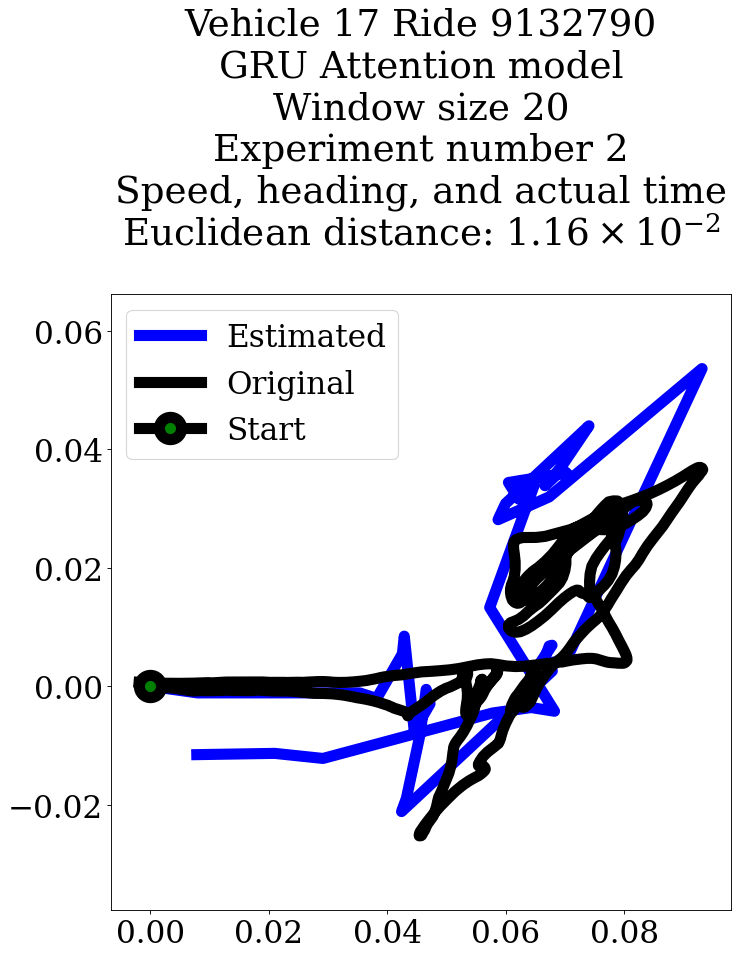 Vehicle 17 Ride 9132790
GRU Attention model
Window size 20
Experiment number 2
Speed, heading, and actual time
Euclidean distance: 1.16 × 10⁻²
Estimated
Original
Start
0.06
0.04
0.02
0.00
−0.02
0.00 0.02 0.04 0.06 0.08